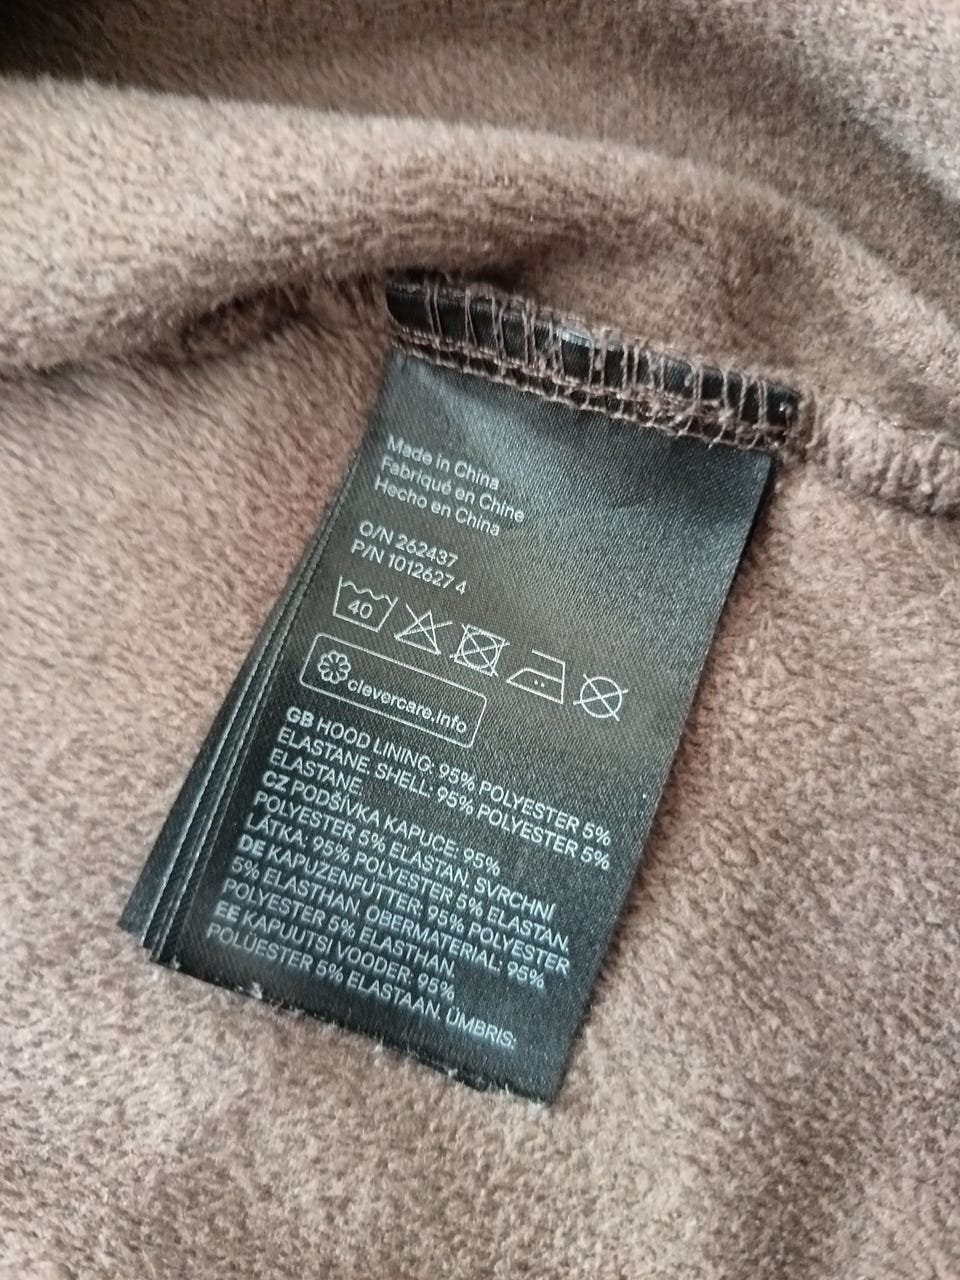 Made in China
Fabriqué en Chine
Hecho en China
O/N 262437
P/N 1012627 4
40
clevercare.info
GB HOOD LINING: 95% POLYESTER 5%
ELASTANE. SHELL: 95% POLYESTER 5%
ELASTANE.
CZ PODŠÍVKA KAPUCE: 95%
POLYESTER 5% ELASTAN, SVRCHNÍ
LÁTKA: 95% POLYESTER 5% ELASTAN.
DE KAPUZENFUTTER: 95% POLYESTER
5% ELASTHAN, OBERMATERIAL: 95%
POLYESTER 5% ELASTHAN.
EE KAPUUTSI VOODER: 95%
POLÜESTER 5% ELASTAAN, ÜMBRIS: